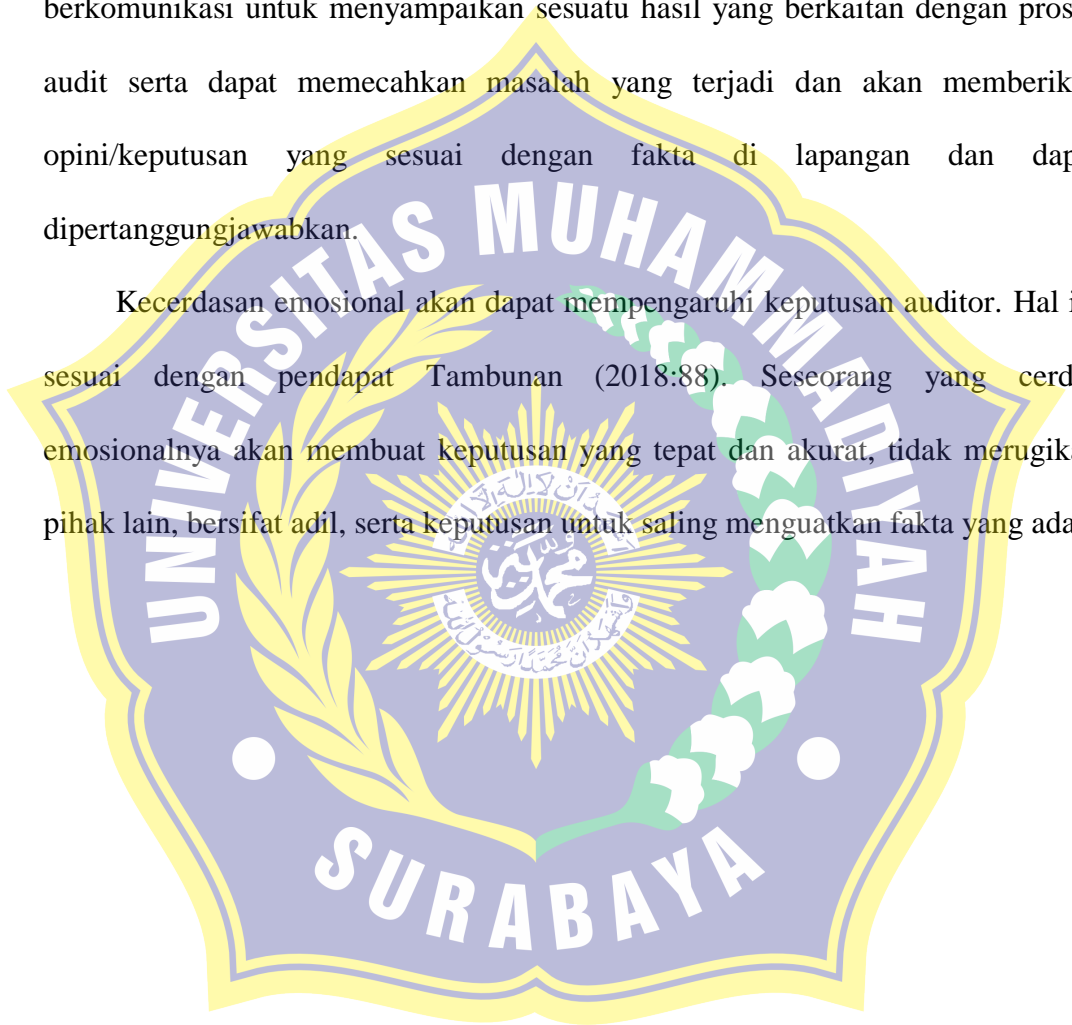 berkomunikasi untuk menyampaikan sesuatu hasil yang berkaitan dengan pros
audit serta dapat memecahkan masalah yang terjadi dan akan memberik
opini/keputusan yang sesuai dengan fakta di lapangan dan dap
dipertanggungjawabkan.
Kecerdasan emosional akan dapat mempengaruhi keputusan auditor. Hal i
sesuai dengan pendapat Tambunan (2018:88). Seseorang yang cerd
emosionalnya akan membuat keputusan yang tepat dan akurat, tidak merugika
pihak lain, bersifat adil, serta keputusan untuk saling menguatkan fakta yang ada
UNIVERSITAS MUHAMMADIYAH
SURABAYA